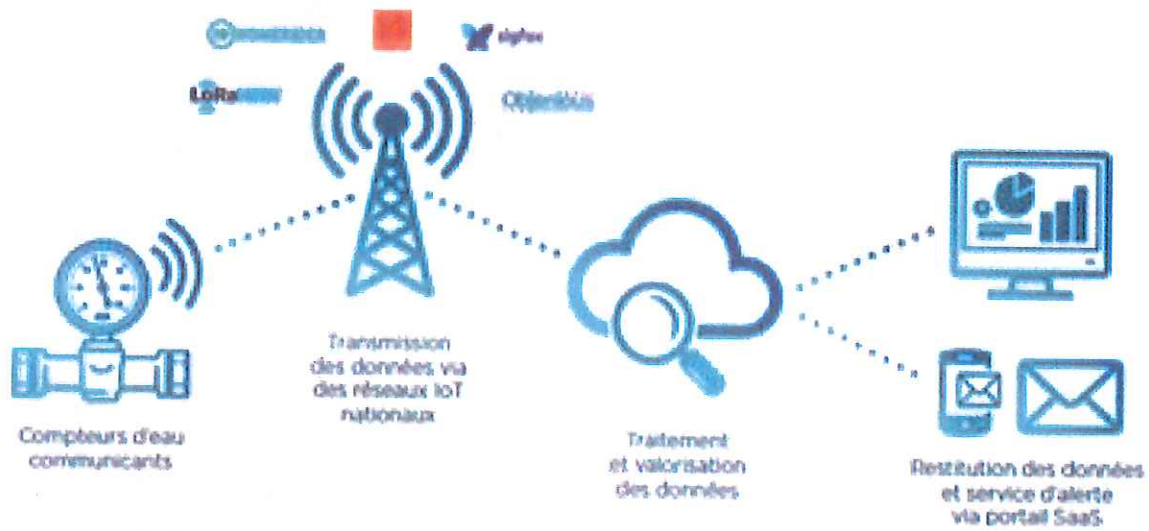 sigfox
LoRa
Objenious
Transmission
des données via
des réseaux IoT
nationaux
Compteurs d'eau
communicants
Traitement
et valorisation
des données
Restitution des données
et service d'alerte
via portail SaaS.